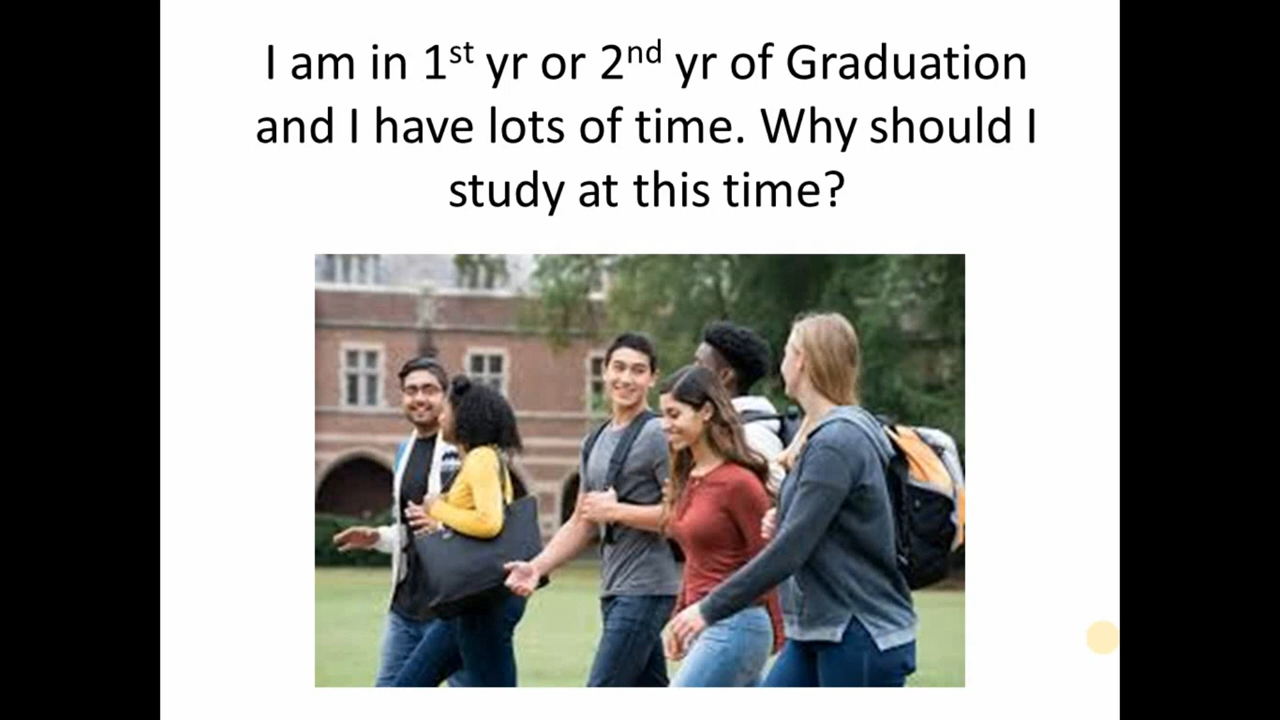 I am in 1st yr or 2nd yr of Graduation
and I have lots of time. Why should I
study at this time?